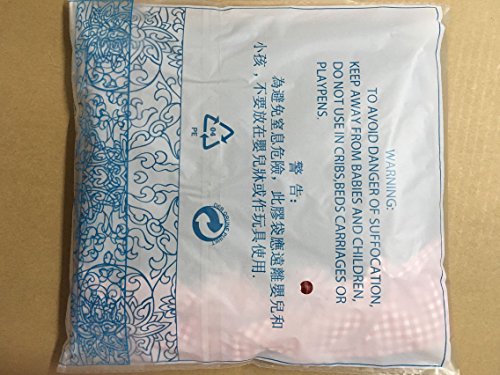 WARNING:
TO AVOID DANGER OF SUFFOCATION,
KEEP AWAY FROM BABIES AND CHILDREN,
DO NOT USE IN CRIBS.BEDS CARRIAGES OR
PLAYPENS.
警 告:
為避免窒息危險，此膠袋應遠離嬰兒和
小孩，不要放在嬰兒牀或作玩具使用.
04
PE